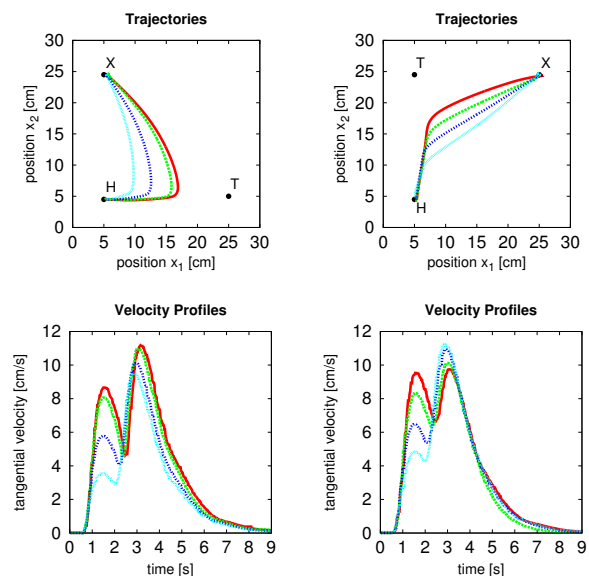 Trajectories
30
25
20
15
10
5
0
0 5 10 15 20 25 30
position x2 [cm]
position x1 [cm]
X
H
T
Trajectories
30
25
20
15
10
5
0
0 5 10 15 20 25 30
position x2 [cm]
position x1 [cm]
T
X
H
Velocity Profiles
12
10
8
6
4
2
0
0 1 2 3 4 5 6 7 8 9
tangential velocity [cm/s]
time [s]
Velocity Profiles
12
10
8
6
4
2
0
0 1 2 3 4 5 6 7 8 9
tangential velocity [cm/s]
time [s]